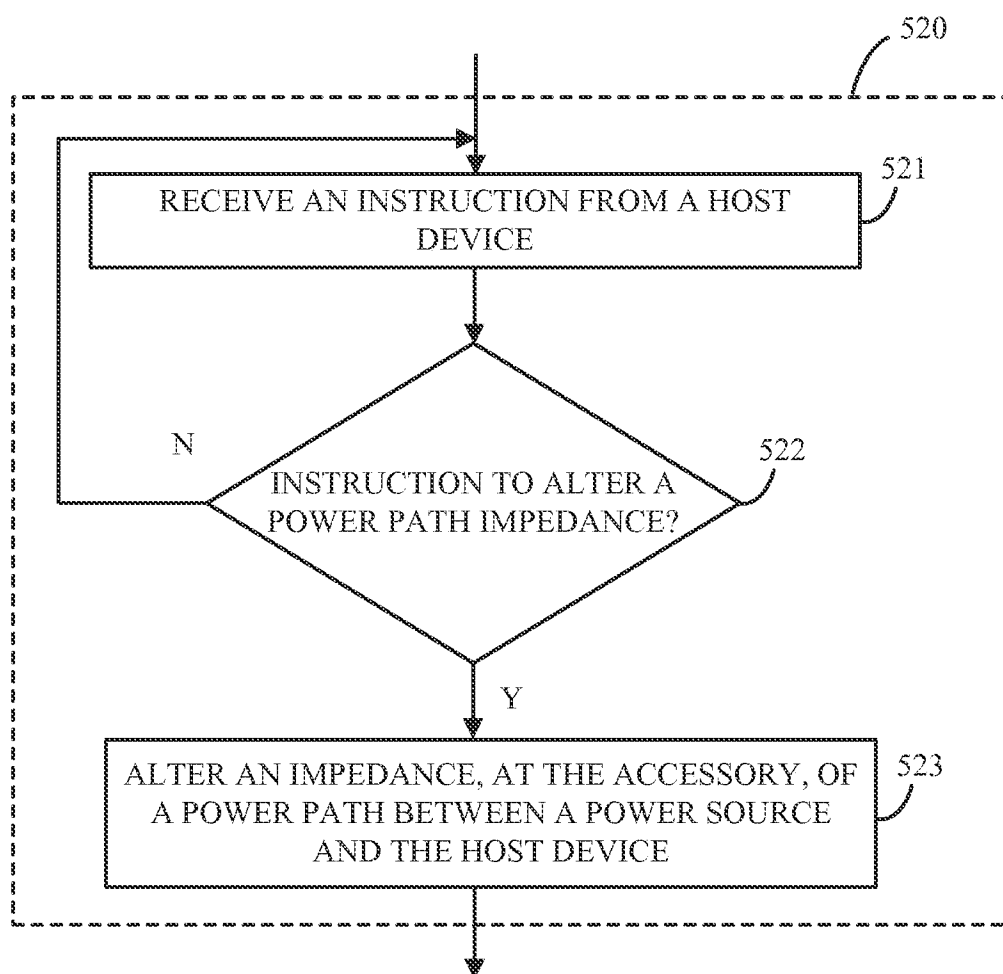 520
RECEIVE AN INSTRUCTION FROM A HOST
DEVICE
521
N
INSTRUCTION TO ALTER A
POWER PATH IMPEDANCE?
522
Y
ALTER AN IMPEDANCE, AT THE ACCESSORY, OF
A POWER PATH BETWEEN A POWER SOURCE
AND THE HOST DEVICE
523